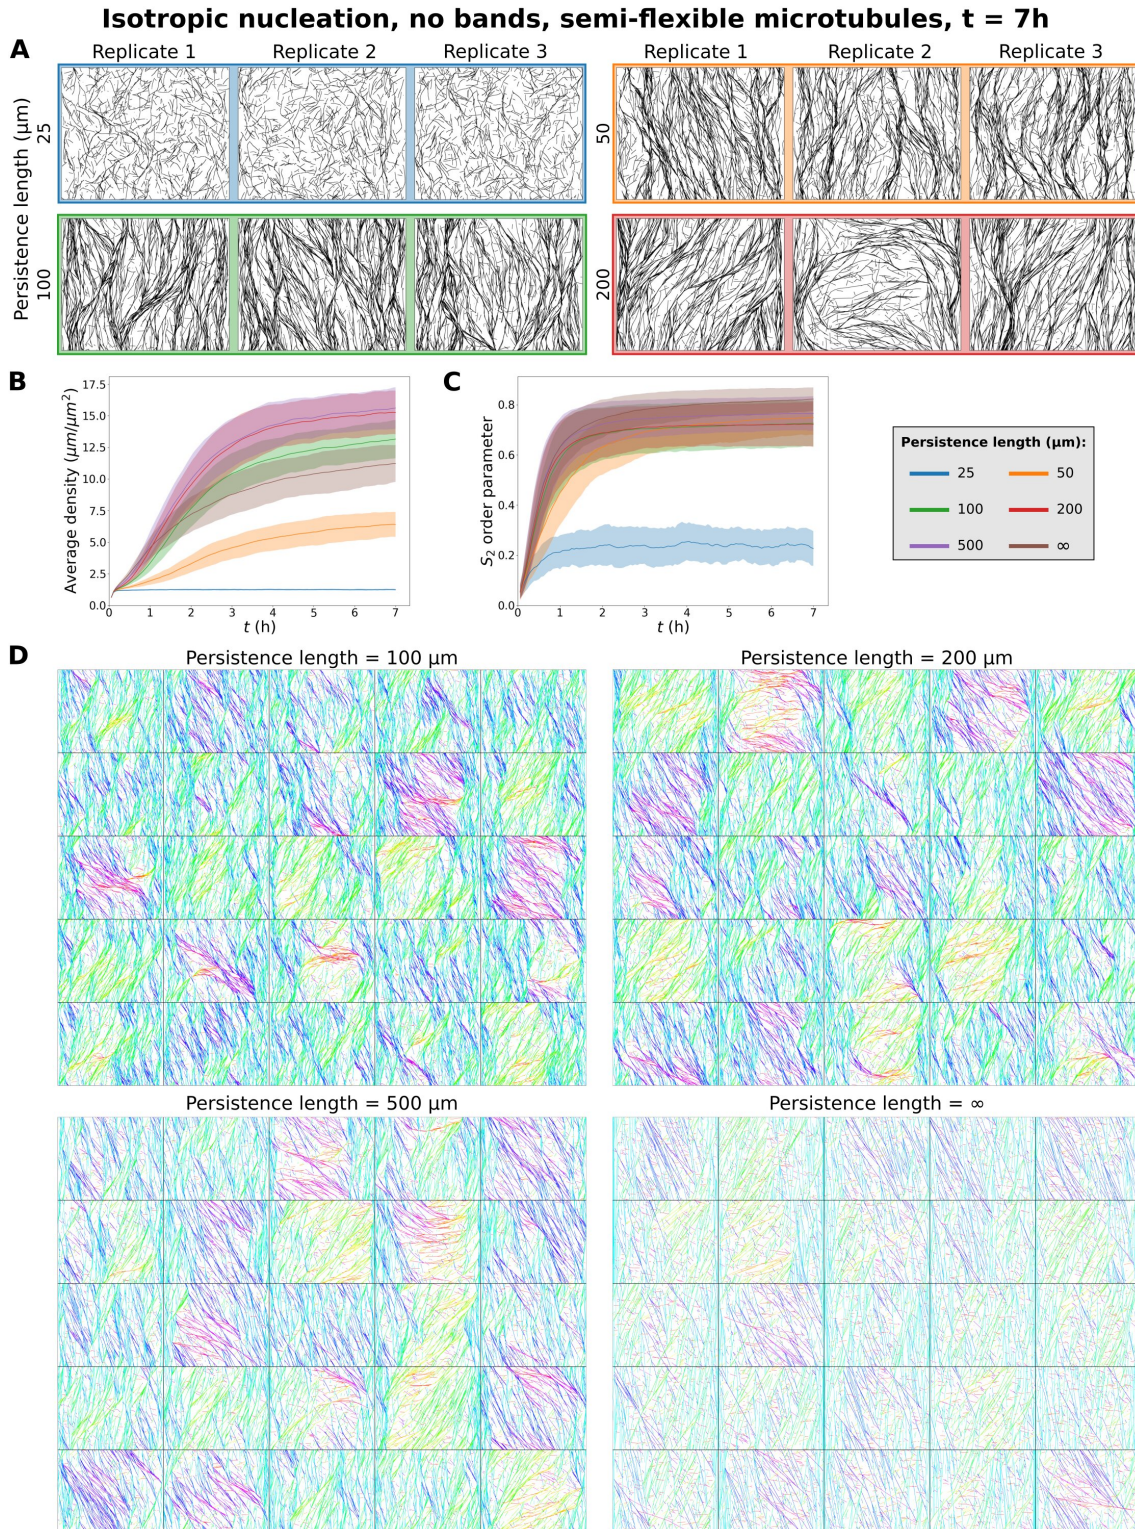 Isotropic nucleation, no bands, semi-flexible microtubules, t = 7h
A
Replicate 1
Replicate 2
Replicate 3
Replicate 1
Replicate 2
Replicate 3
Persistence length (μm)
25
50
100
200
B
Average density (μm/μm²)
17.5
15.0
12.5
10.0
7.5
5.0
2.5
0.0
0
1
2
3
4
5
6
7
t (h)
C
S₂ order parameter
0.8
0.6
0.4
0.2
0.0
0
1
2
3
4
5
6
7
t (h)
Persistence length (μm):
25
50
100
200
500
∞
D
Persistence length = 100 μm
Persistence length = 200 μm
Persistence length = 500 μm
Persistence length = ∞